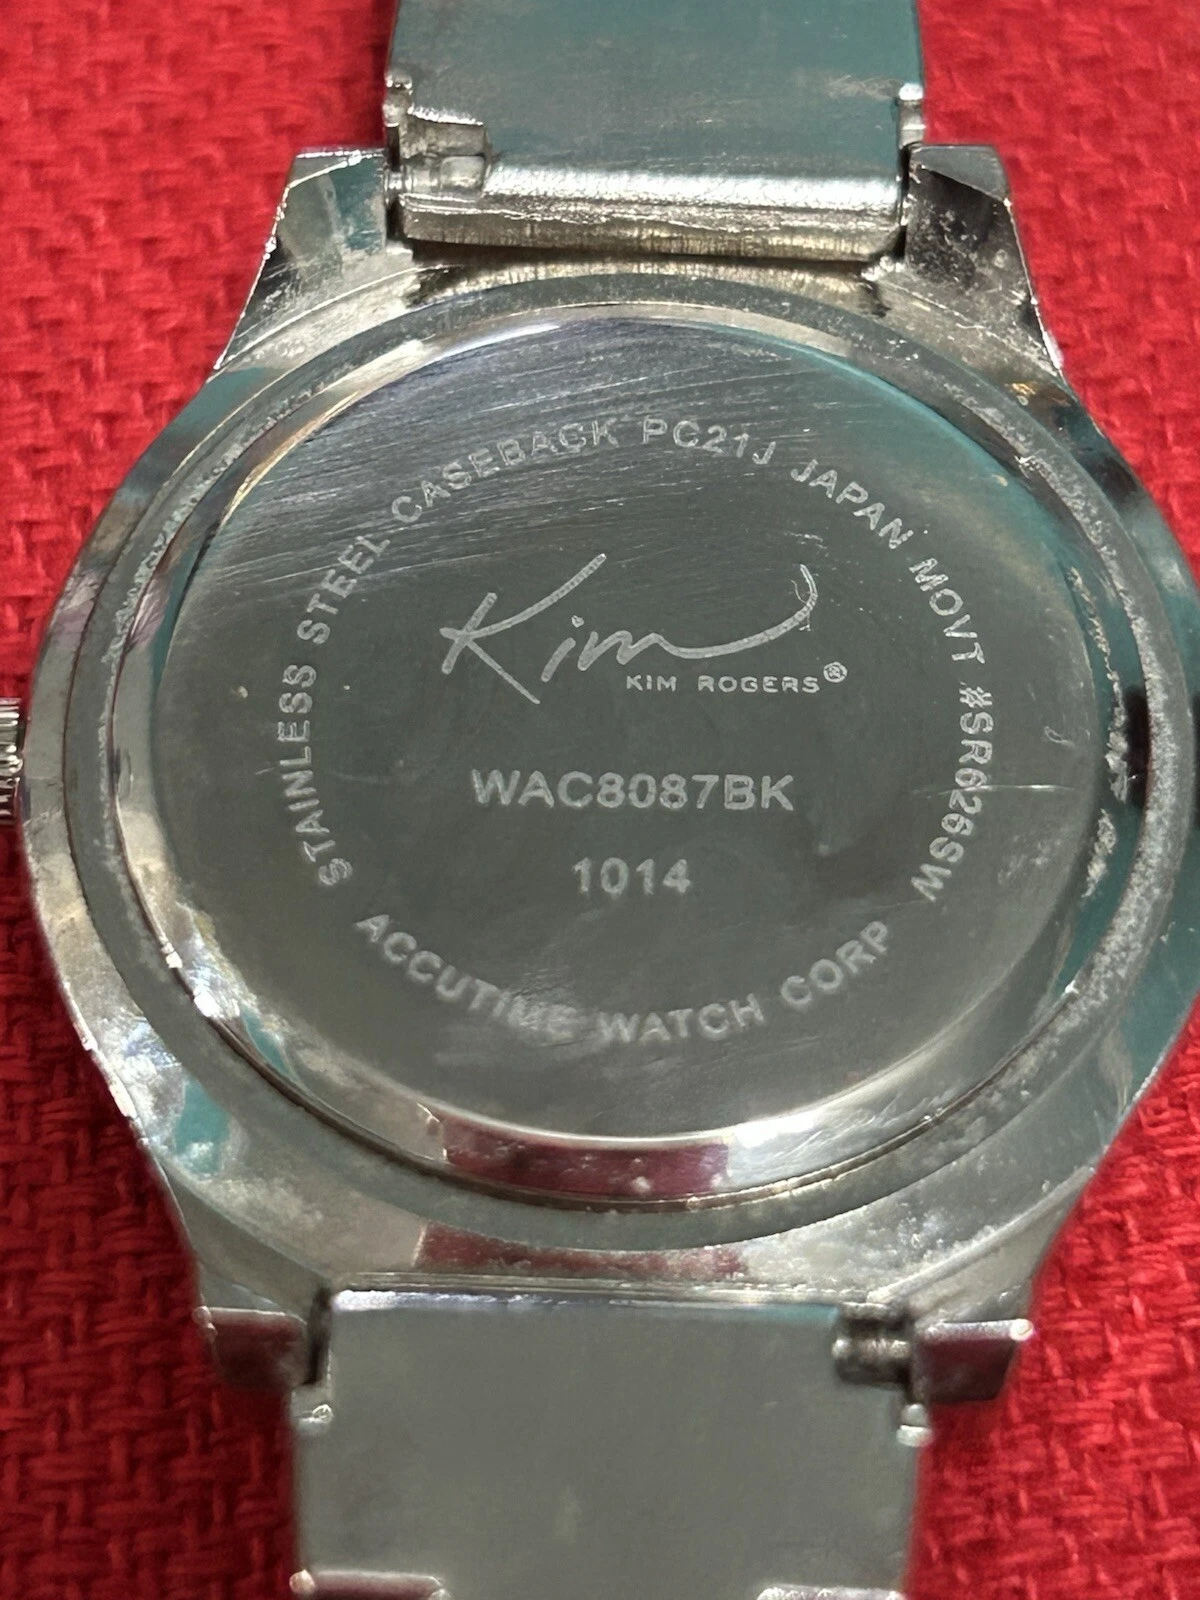 STAINLESS STEEL CASEBACK PC21J JAPAN MOVT #SR626SW
Kim
KIM ROGERS®
WAC8087BK
1014
ACCUTIME WATCH CORP